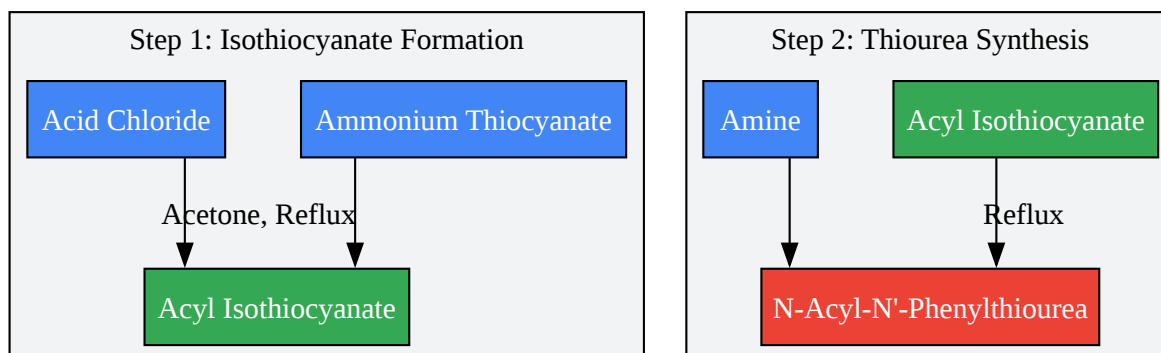 Step 1: Isothiocyanate Formation
Acid Chloride
Ammonium Thiocyanate
Acetone, Reflux
Acyl Isothiocyanate
Step 2: Thiourea Synthesis
Amine
Acyl Isothiocyanate
Reflux
N-Acyl-N'-Phenylthiourea